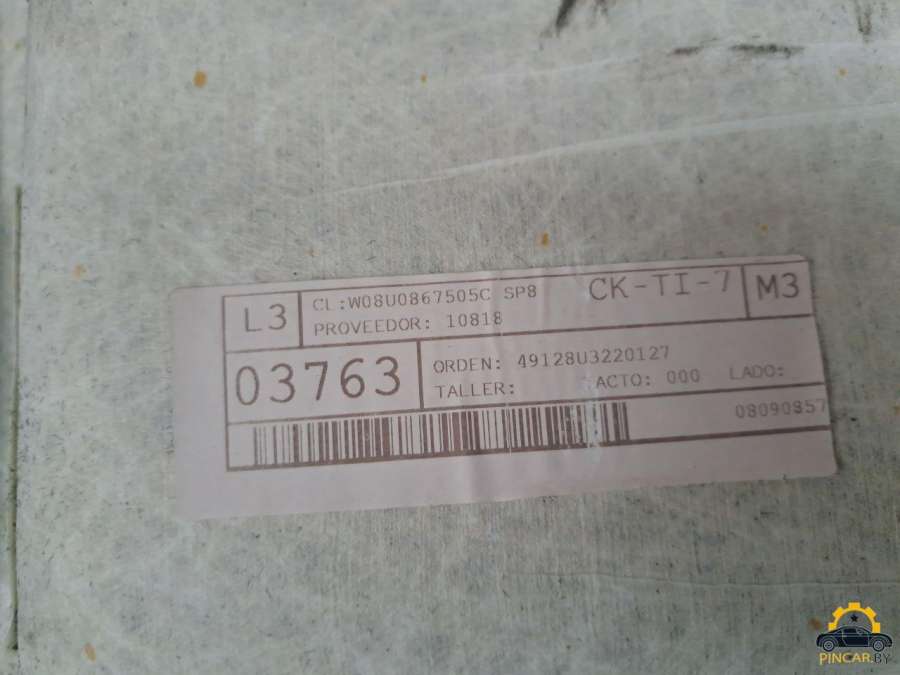 L3
CL:W08U0867505C SP8
CK-TI-7
M3
PROVEEDOR: 10818
03763
ORDEN: 49128U3220127
TALLER:
ACTO: 000
LADO:
08090857
PINCAR.BY